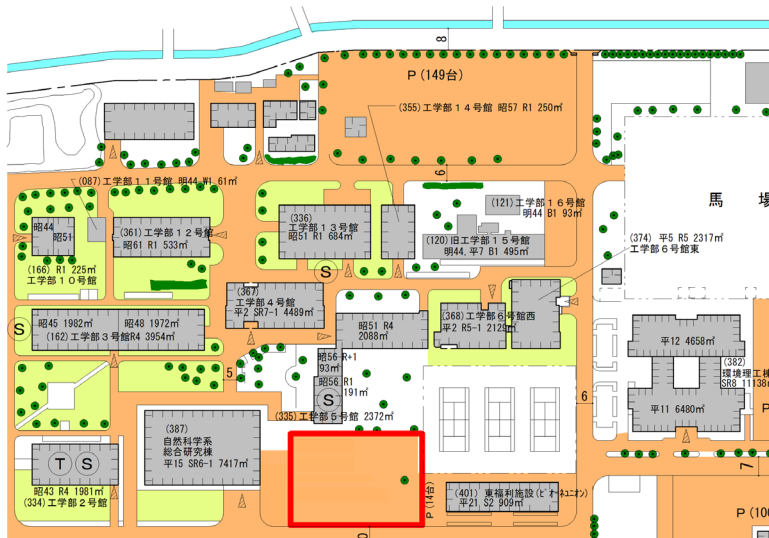 8
P (149台)
(355) 工学部１４号館 昭57 R1 250㎡
6
(087)工学部１１号館 明44 W1 61㎡
(121)工学部１６号館
明44 B1 93㎡
馬 場
昭44
昭51
(361)工学部１２号館
昭61 R1 533㎡
(336)
工学部１３号館
昭51 R1 684㎡
(120)旧工学部１５号館
明44.平7 B1 495㎡
(374) 平5 R5 2317㎡
工学部６号館東
(166) R1 225㎡
工学部１０号館
S
(367)
工学部４号館
平2 SR7-1 4489㎡
S
昭45 1982㎡
昭48 1972㎡
(162)工学部３号館R4 3954㎡
昭51 R4
2088㎡
(368)工学部６号館西
平2 R5-1 2129㎡
平12 4658㎡
昭56 R+1
93㎡
(382)
環境理工棟
SR8 11138㎡
5
昭56 R1
191㎡
S
6
(335)工学部５号館 2372㎡
平11 6480㎡
(387)
自然科学系
総合研究棟
平15 SR6-1 7417㎡
T S
7
P
昭43 R4 1981㎡
(334)工学部２号館
P (14台)
(401) 東福利施設(ﾋﾟｵｰﾈﾕﾆｵﾝ)
平21 S2 909㎡
P (100